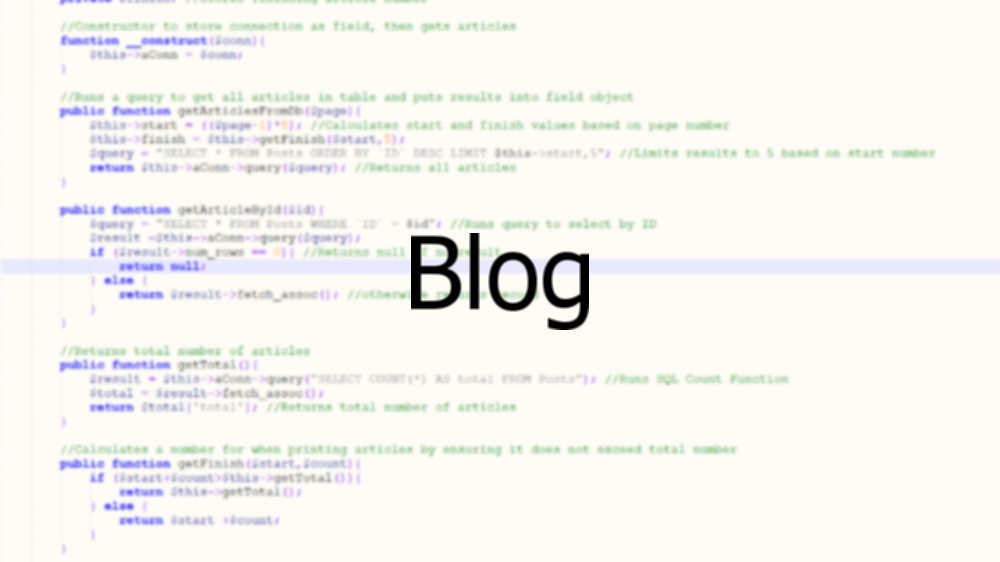 //Constructor to store connection as field, then gets articles
function __construct($conn){
$this->aConn = $conn;
}
//Runs a query to get all articles in table and puts results into field object
public function getArticlesFromDb($page){
$this->start = (($page-1)*5); //Calculates start and finish values based on page number
$this->finish = $this->getFinish($start,5);
$query = "SELECT * FROM Posts ORDER BY `ID` DESC LIMIT $this->start,5"; //Limits results to 5 based on start number
return $this->aConn->query($query); //Returns all articles
}
public function getArticleById($id){
$query = "SELECT * FROM Posts WHERE `ID` = $id"; //Runs query to select by ID
$result =$this->aConn->query($query);
if ($result->num_rows == 0){ //Returns null if no result
return null;
} else {
return $result->fetch_assoc(); //otherwise
}
}
Blog
//Returns total number of articles
public function getTotal(){
$result = $this->aConn->query("SELECT COUNT(*) AS total FROM Posts"); //Runs SQL Count Function
$total = $result->fetch_assoc();
return $total["total"]; //Returns total number of articles
}
//Calculates a number for when printing articles by ensuring it does not exceed total number
public function getFinish($start,$count){
if ($start+$count>$this->getTotal()){
return $this->getTotal();
} else {
return $start +$count;
}
}